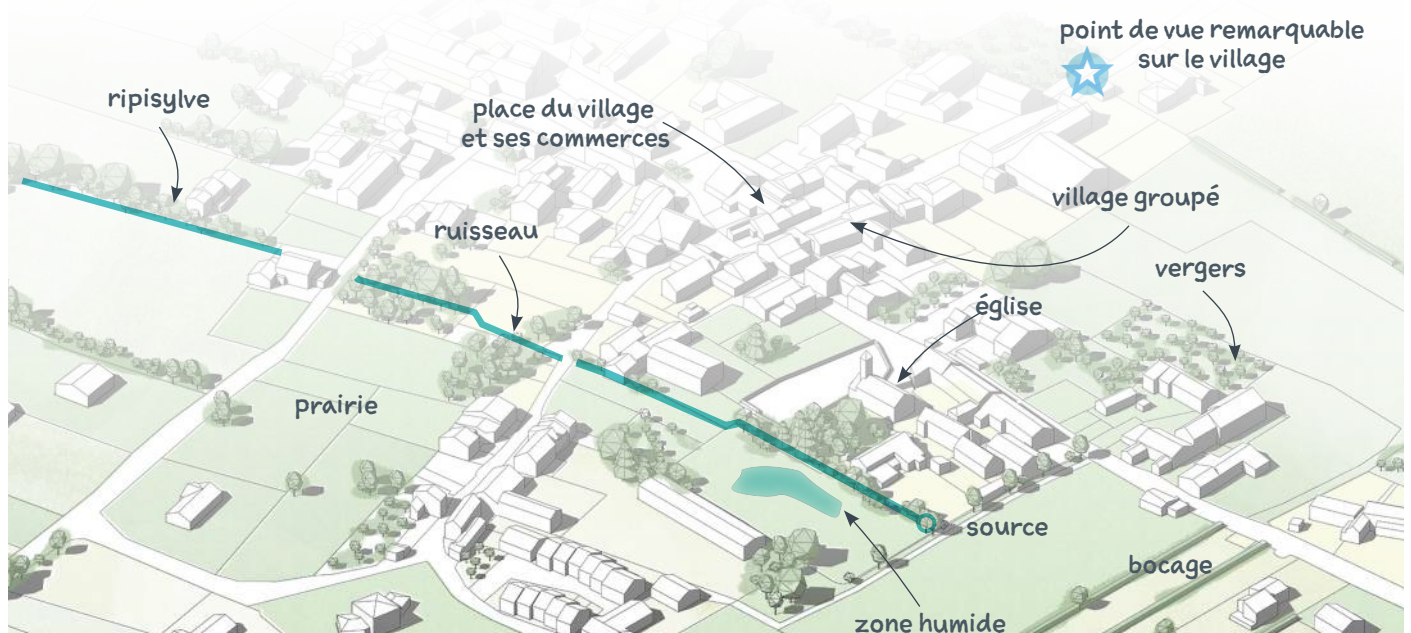 point de vue remarquable
sur le village
ripisylve
place du village
et ses commerces
village groupé
ruisseau
vergers
église
prairie
source
bocage
zone humide